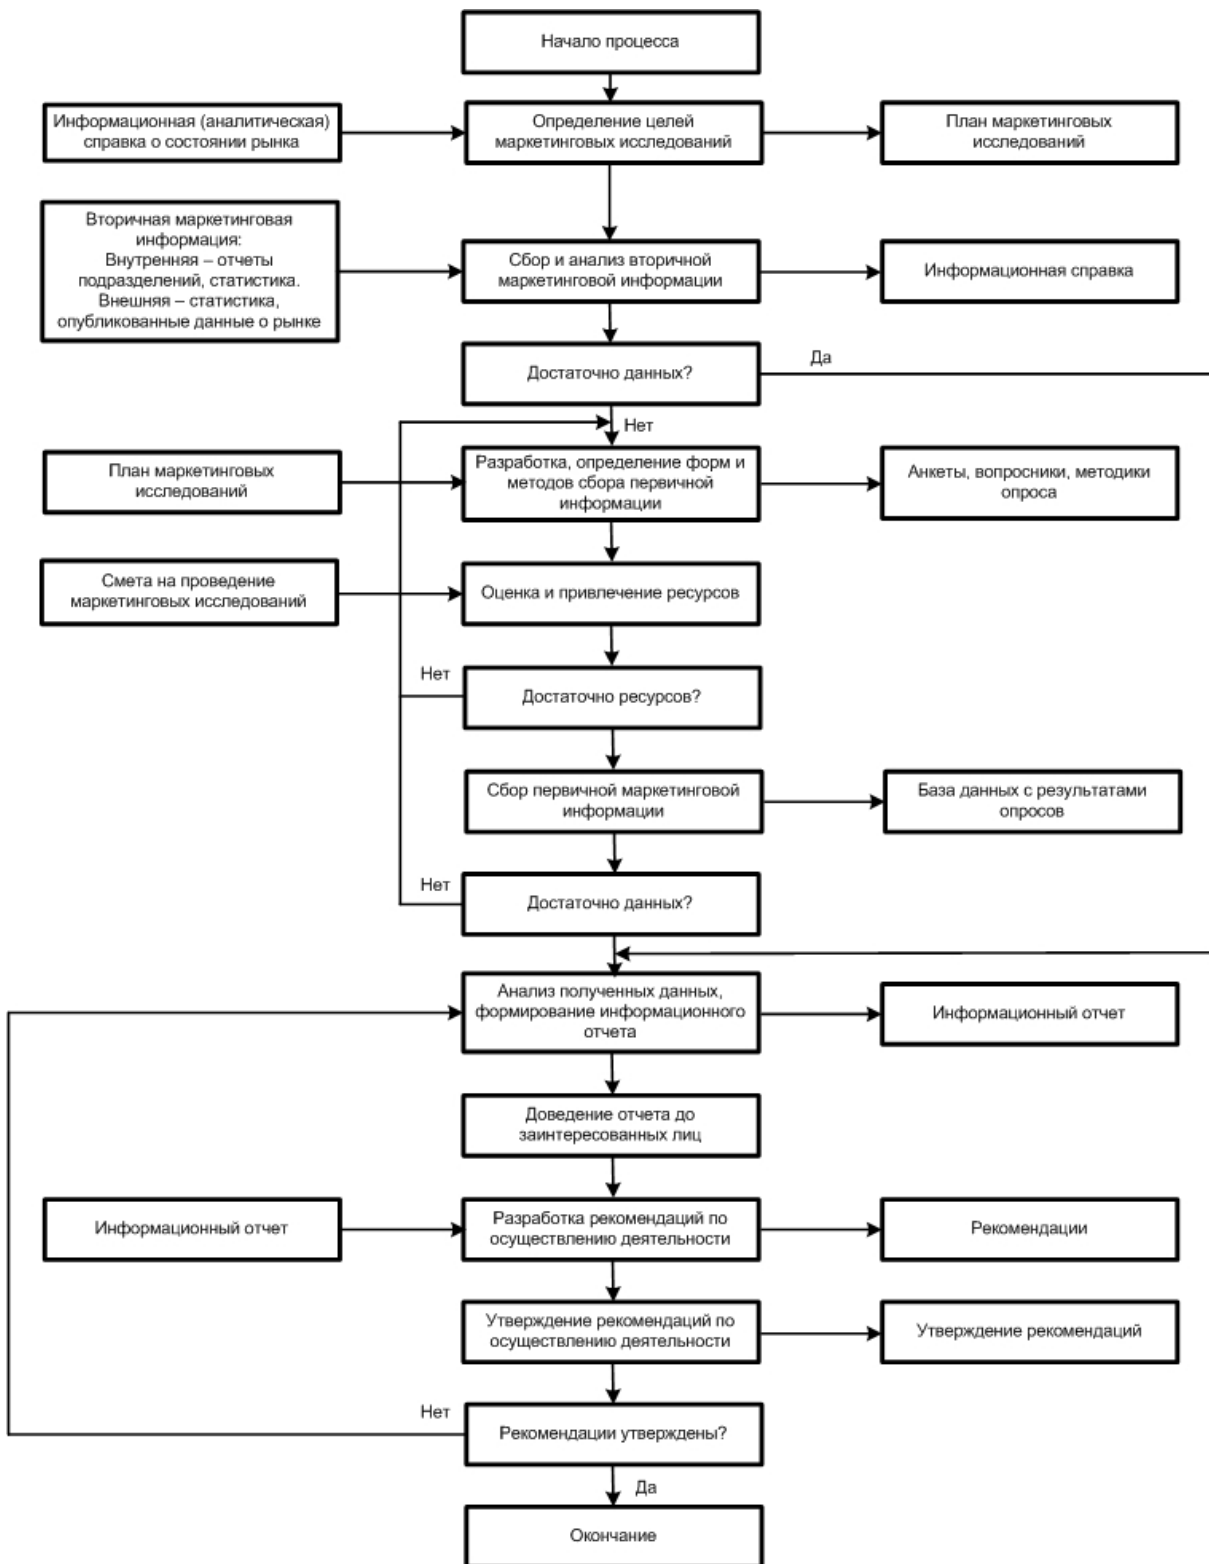 Начало процесса
Информационная (аналитическая)
справка о состоянии рынка
Определение целей
маркетинговых исследований
План маркетинговых
исследований
Вторичная маркетинговая
информация:
Внутренняя – отчеты
подразделений, статистика.
Внешняя – статистика,
опубликованные данные о рынке
Сбор и анализ вторичной
маркетинговой информации
Информационная справка
Достаточно данных?
Да
Нет
План маркетинговых
исследований
Разработка, определение форм и
методов сбора первичной
информации
Анкеты, вопросники, методики
опроса
Смета на проведение
маркетинговых исследований
Оценка и привлечение ресурсов
Нет
Достаточно ресурсов?
Сбор первичной маркетинговой
информации
База данных с результатами
опросов
Нет
Достаточно данных?
Анализ полученных данных,
формирование информационного
отчета
Информационный отчет
Доведение отчета до
заинтересованных лиц
Информационный отчет
Разработка рекомендаций по
осуществлению деятельности
Рекомендации
Утверждение рекомендаций по
осуществлению деятельности
Утверждение рекомендаций
Нет
Рекомендации утверждены?
Да
Окончание